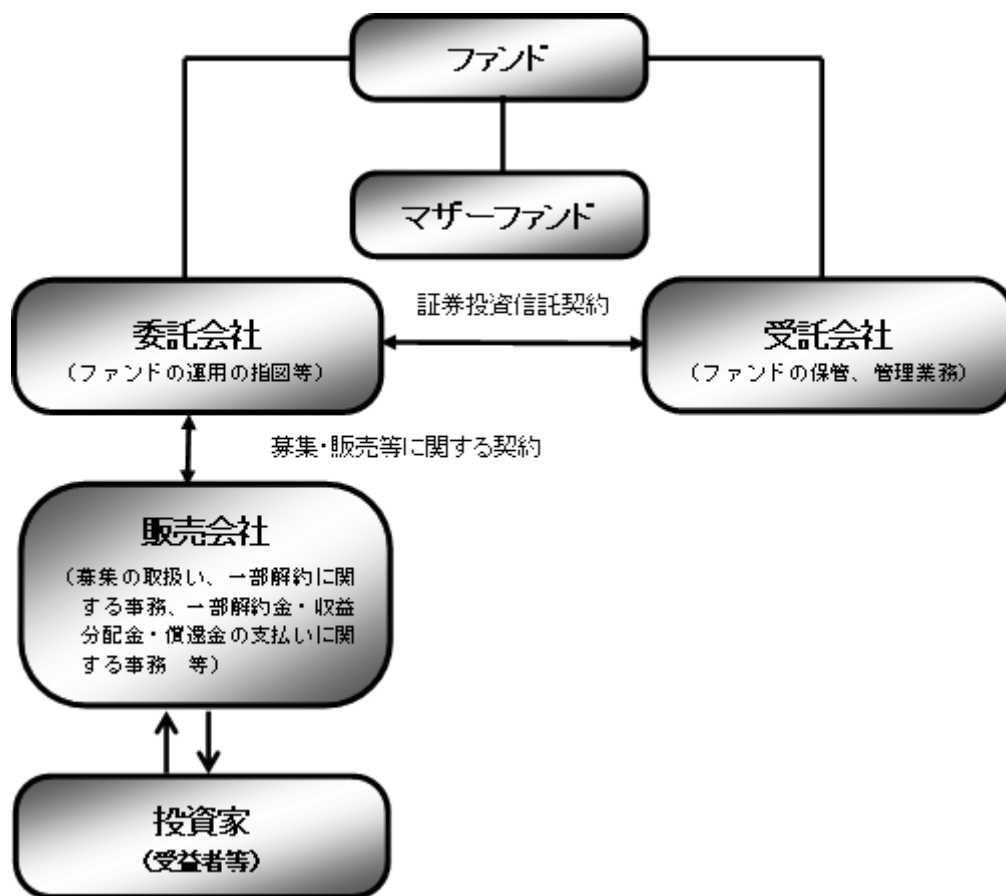 ファンド
マザーファンド
証券投資信託契約
委託会社
（ファンドの運用の指図等）
受託会社
（ファンドの保管、管理業務）
募集・販売等に関する契約
販売会社
（募集の取扱い、一部解約に関
する事務、一部解約金・収益
分配金・償還金の支払いに関
する事務　等）
投資家
（受益者等）